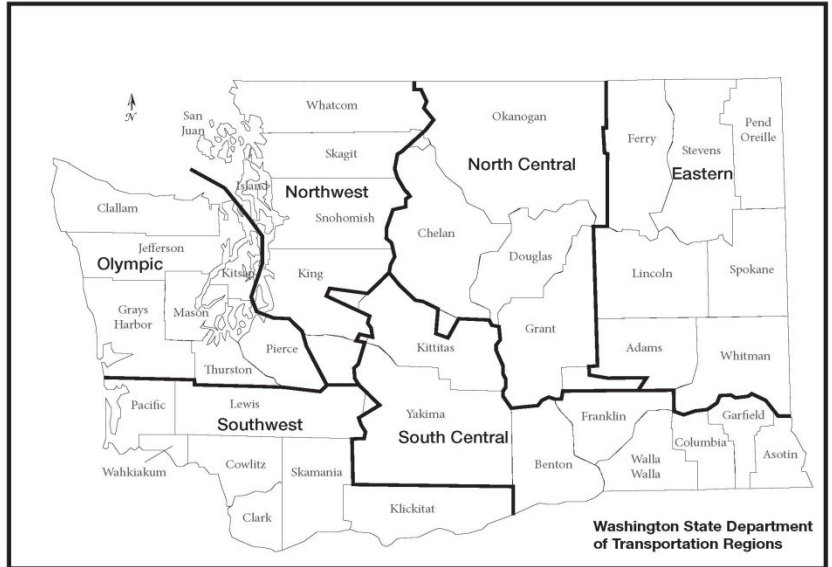 Whatcom
Okanogan
N
San
Juan
Ferry
Pend
Oreille
Stevens
Skagit
North Central
Eastern
Island
Northwest
Clallam
Snohomish
Chelan
Jefferson
Douglas
Olympic
Kitsap
King
Lincoln
Spokane
Grays
Harbor
Mason
Grant
Pierce
Kittitas
Adams
Whitman
Thurston
Pacific
Lewis
Yakima
Franklin
Garfield
Southwest
South Central
Columbia
Wahkiakum
Cowlitz
Skamania
Benton
Walla
Walla
Asotin
Clark
Klickitat
Washington State Department
of Transportation Regions